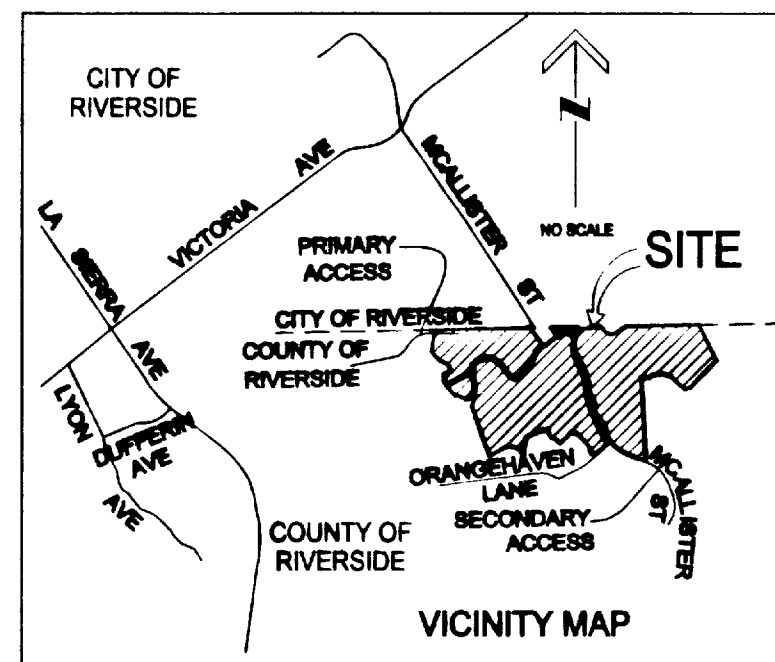 CITY OF
RIVERSIDE
LA SIERRA AVE
VICTORIA AVE
MCALLISTER ST
NO SCALE
PRIMARY
ACCESS
SITE
CITY OF RIVERSIDE
COUNTY OF
RIVERSIDE
LYON AVE
DUFFERIN
AVE
ORANGEHAVEN
LANE
SECONDARY
ACCESS
MCALLISTER
ST
COUNTY OF
RIVERSIDE
VICINITY MAP